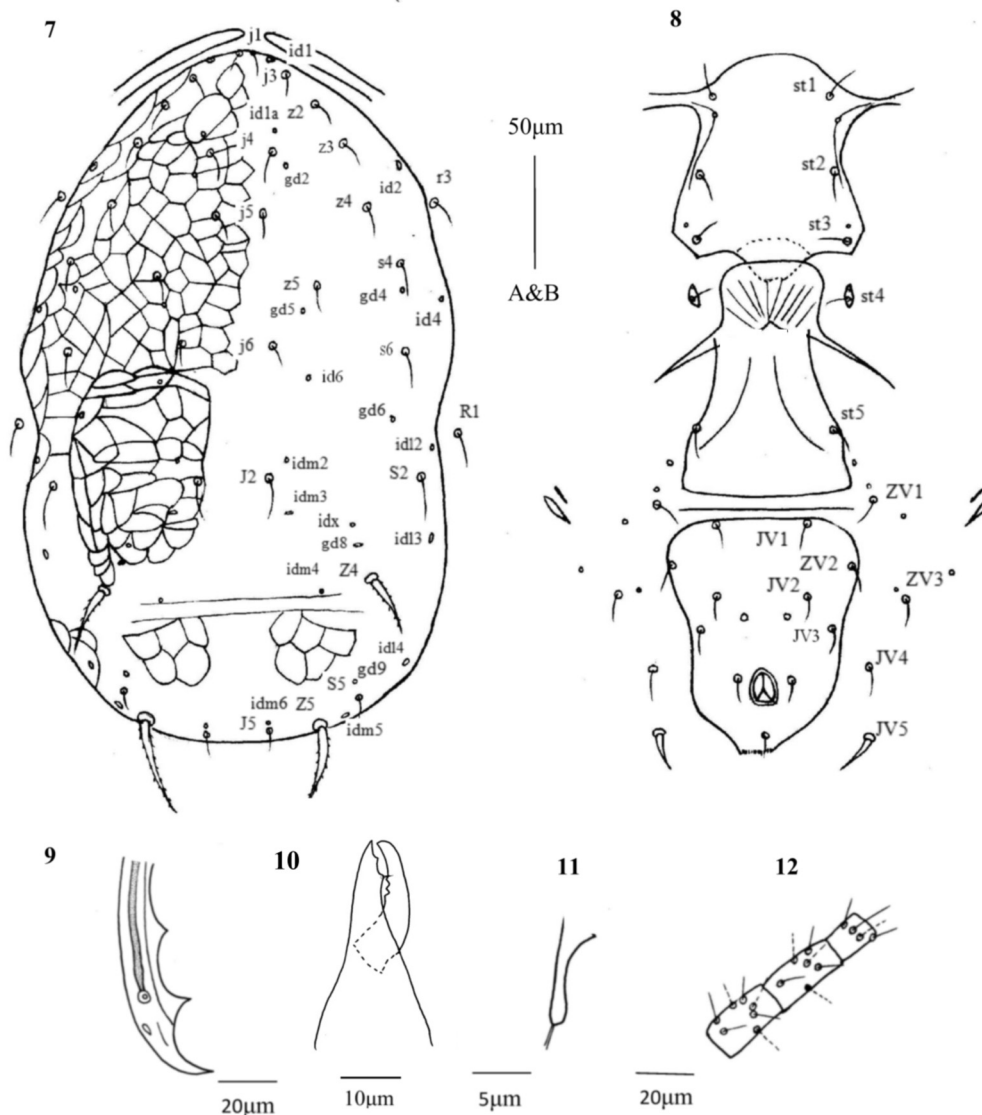 7
j1
id1
j3
z2
id1a
z3
j4
gd2
id2
r3
z4
j5
s4
z5
gd4
gd5
id4
j6
s6
id6
gd6
R1
idl2
idm2
J2
S2
idm3
idx
gd8
idl3
idm4
Z4
idl4
gd9
S5
idm6
Z5
J5
idm5
50μm
A&B
8
st1
st2
st3
st4
st5
ZV1
JV1
ZV2
JV2
ZV3
JV3
JV4
JV5
9
10
11
12
20μm
10μm
5μm
20μm